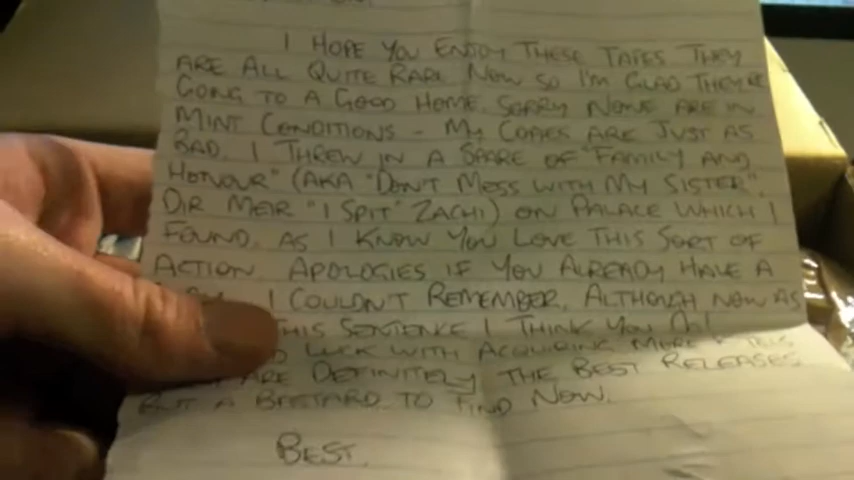 I HOPE YOU ENJOY THESE TAPES THEY
ARE ALL QUITE RARE NOW SO I'M GLAD THEY'RE
GOING TO A GOOD HOME. SORRY NONE ARE IN
MINT CONDITIONS - MY COPIES ARE JUST AS
BAD. I THREW IN A SPARE OF "FAMILY AND
HONOUR" (AKA "DON'T MESS WITH MY SISTER".
DIR MEIR "I SPIT" ZACHI) ON PALACE WHICH I
FOUND. AS I KNOW YOU LOVE THIS SORT OF
ACTION. APOLOGIES IF YOU ALREADY HAVE A
I COULDN'T REMEMBER. ALTHOUGH NOW AS
THIS SENTENCE I THINK YOU DO!
LUCK WITH ACQUIRING MORE
ARE DEFINITELY THE BEST RELEASES
BUT A BASTARD TO FIND NOW.
BEST.